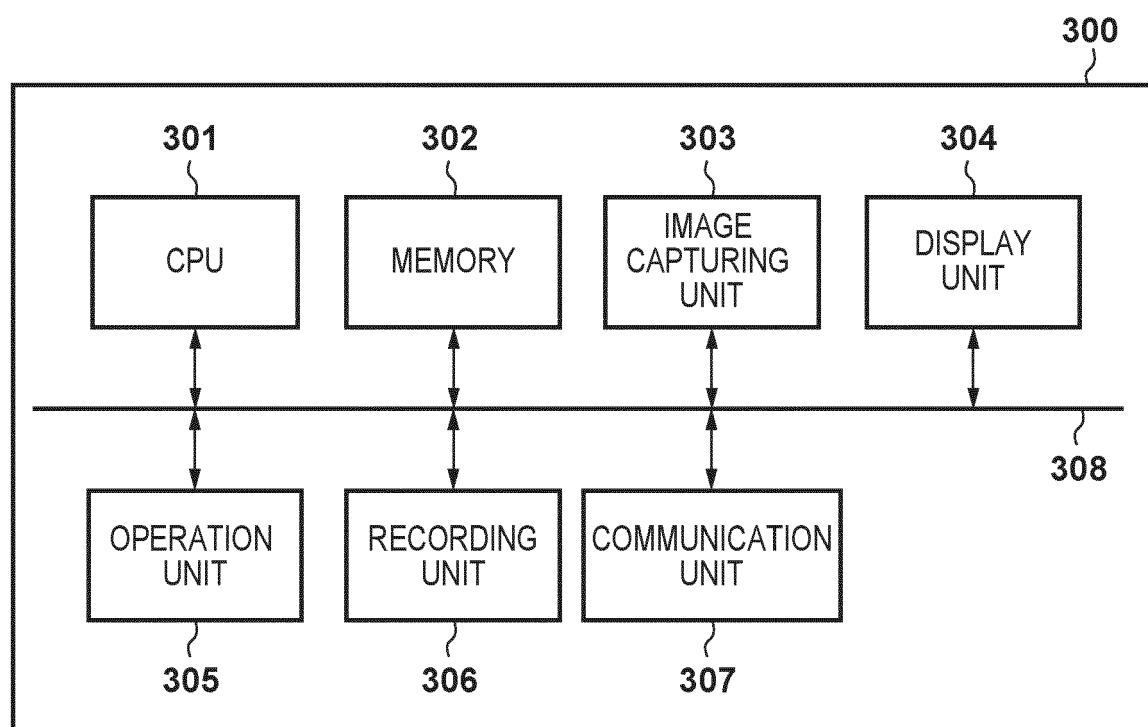 300
301
302
303
304
CPU
MEMORY
IMAGE
CAPTURING
UNIT
DISPLAY
UNIT
308
OPERATION
UNIT
RECORDING
UNIT
COMMUNICATION
UNIT
305
306
307